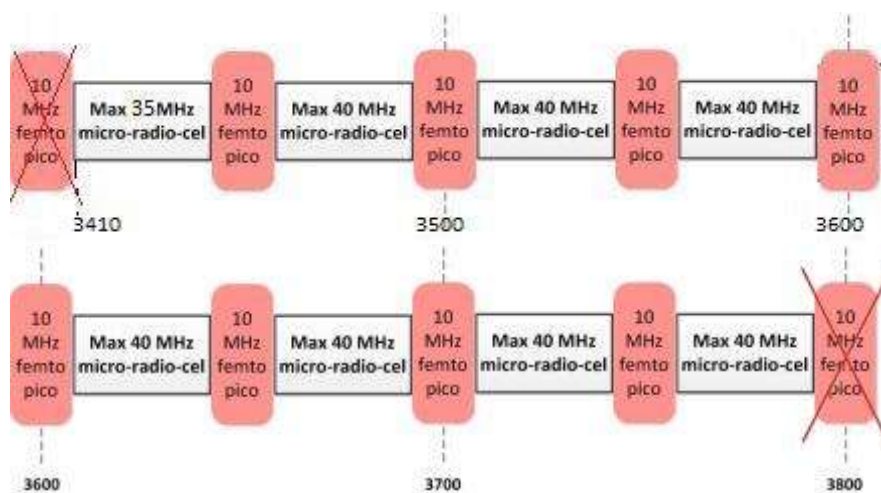 10
MHz
femto
pico
Max 35MHz
micro-radio-cel
10
MHz
femto
pico
Max 40 MHz
micro-radio-cel
10
MHz
femto
pico
Max 40 MHz
micro-radio-cel
10
MHz
femto
pico
Max 40 MHz
micro-radio-cel
10
MHz
femto
pico
3410
3500
3600
10
MHz
femto
pico
Max 40 MHz
micro-radio-cel
10
MHz
femto
pico
Max 40 MHz
micro-radio-cel
10
MHz
femto
pico
Max 40 MHz
micro-radio-cel
10
MHz
femto
pico
Max 40 MHz
micro-radio-cel
10
MHz
femto
pico
3600
3700
3800